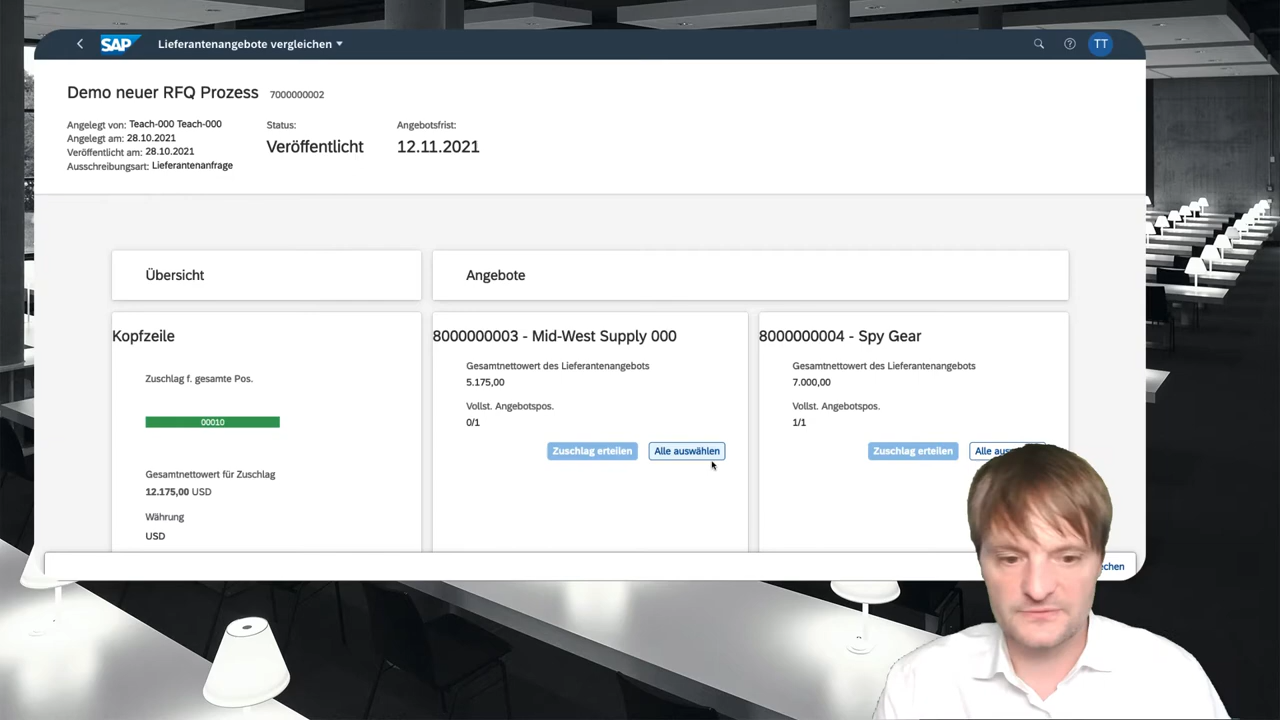 SAP Lieferantenangebote vergleichen
TT
Demo neuer RFQ Prozess 7000000002
Angelegt von: Teach-000 Teach-000
Angelegt am: 28.10.2021
Veröffentlicht am: 28.10.2021
Ausschreibungsart: Lieferantenanfrage
Status:
Veröffentlicht
Angebotsfrist:
12.11.2021
Übersicht
Angebote
Kopfzeile
Zuschlag f. gesamte Pos.
00010
Gesamtnettowert für Zuschlag
12.175,00 USD
Währung
USD
8000000003 - Mid-West Supply 000
Gesamtnettowert des Lieferantenangebots
5.175,00
Vollst. Angebotspos.
0/1
Zuschlag erteilen Alle auswählen
8000000004 - Spy Gear
Gesamtnettowert des Lieferantenangebots
7.000,00
Vollst. Angebotspos.
1/1
Zuschlag erteilen Alle